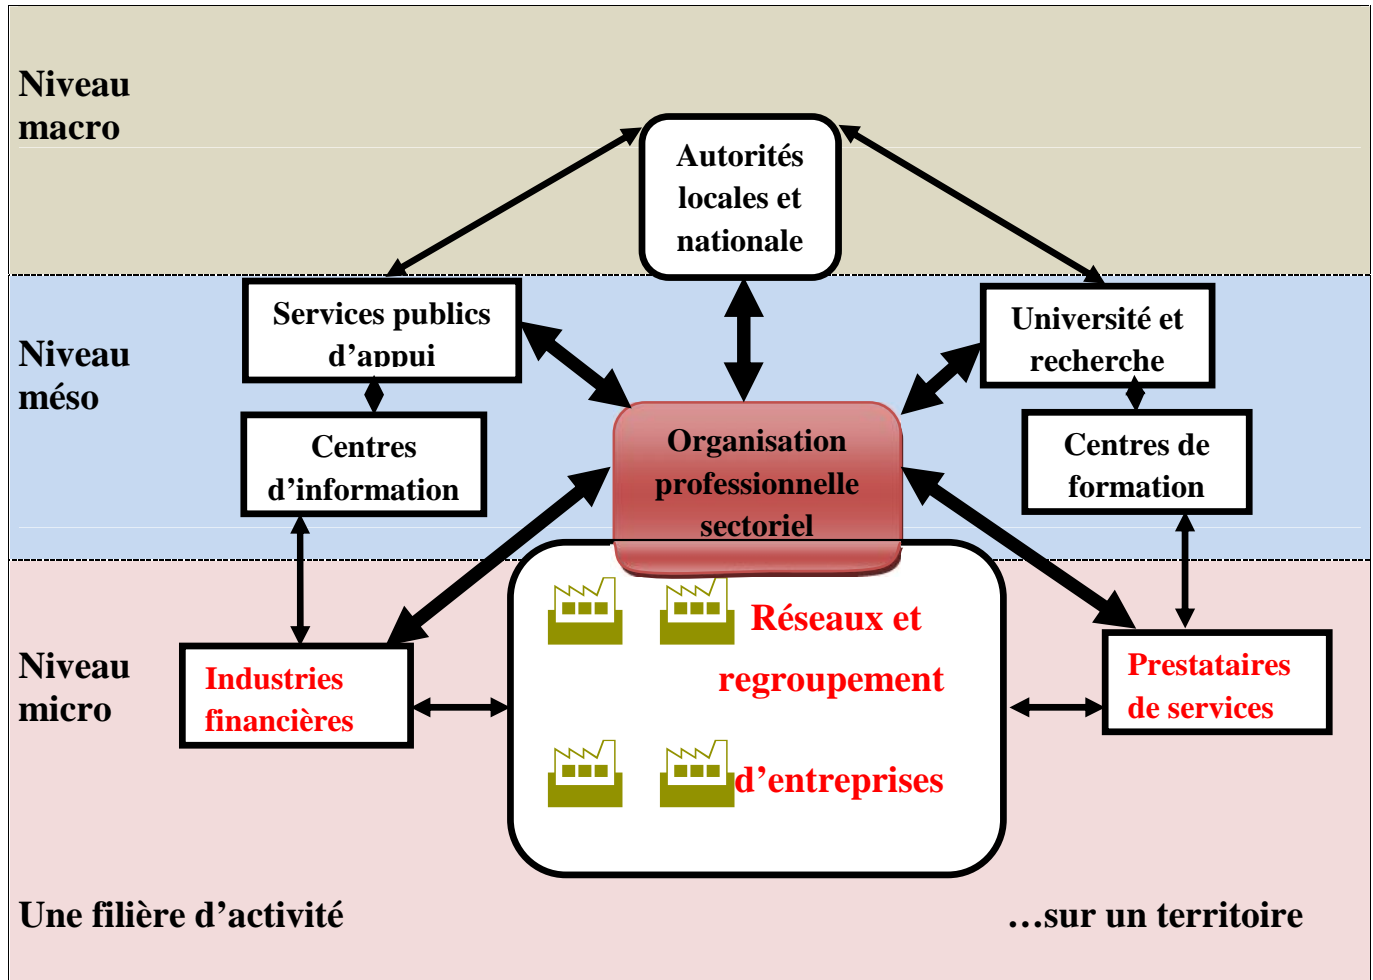 Niveau
macro
Autorités
locales et
nationale
Niveau
méso
Services publics
d’appui
Centres
d’information
Organisation
professionnelle
sectoriel
Université et
recherche
Centres de
formation
Niveau
micro
Industries
financières
Réseaux et
regroupement
d’entreprises
Prestataires
de services
Une filière d’activité
…sur un territoire